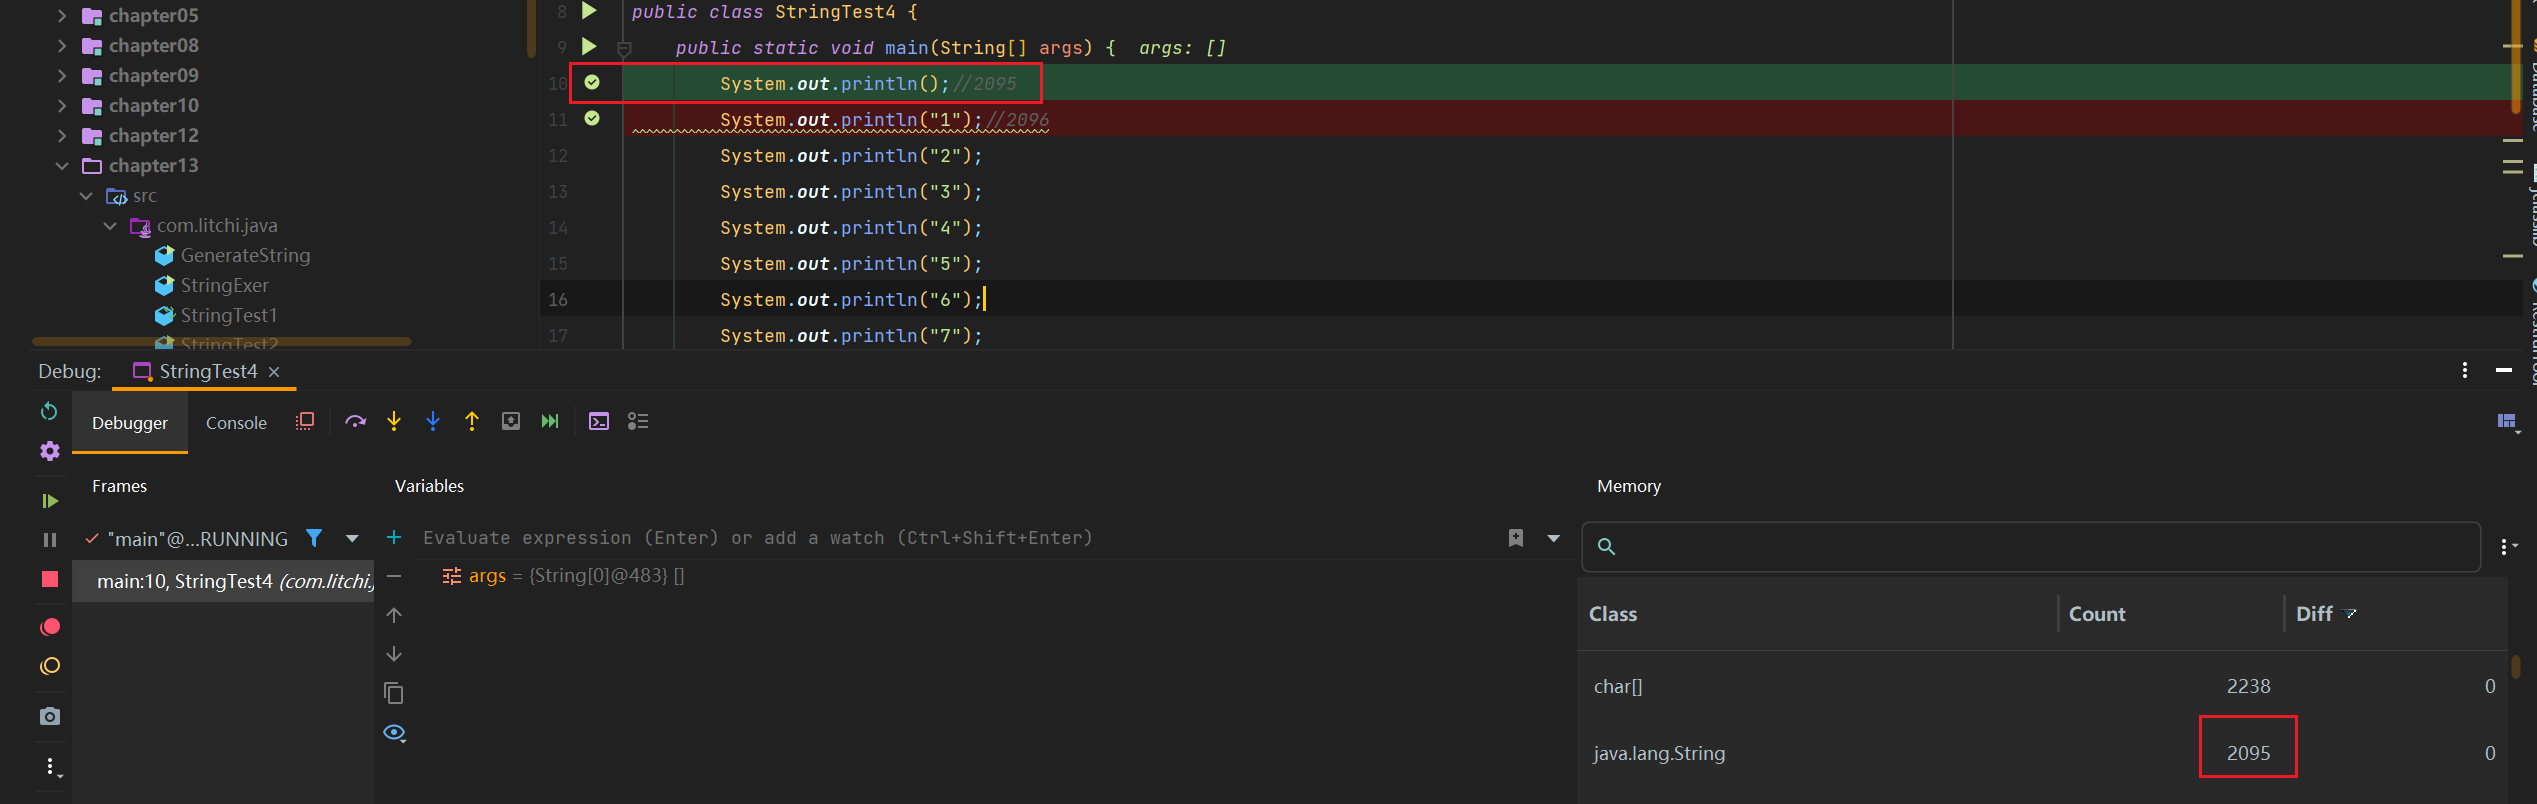 chapter05
chapter08
chapter09
chapter10
chapter12
chapter13
src
com.litchi.java
GenerateString
StringExer
StringTest1
StringTest2
8 public class StringTest4 {
9 public static void main(String[] args) { args: []
10 System.out.println();//2095
11 System.out.println("1");//2096
12 System.out.println("2");
13 System.out.println("3");
14 System.out.println("4");
15 System.out.println("5");
16 System.out.println("6");
17 System.out.println("7");
Database
Debug: StringTest4
Debugger Console
Frames
"main"@...RUNNING
main:10, StringTest4 (com.litchi.
Variables
Evaluate expression (Enter) or add a watch (Ctrl+Shift+Enter)
args = {String[0]@483} []
Memory
Class Count Diff
char[] 2238 0
java.lang.String 2095 0